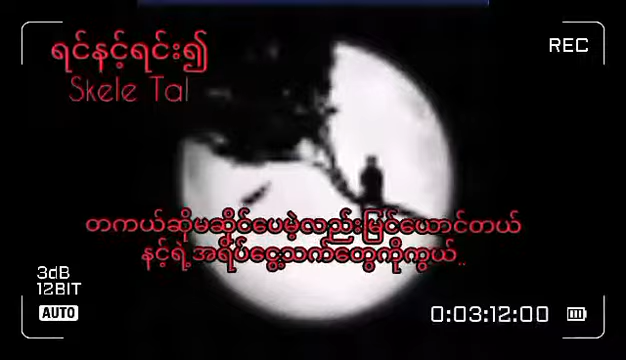 ရင်နင့်ရင်း၍
REC
Skele Tal
တကယ်ဆိုမဆိုင်ပေမဲ့လည်းမြင်ယောင်တယ်
နင့်ရဲ့အရိပ်ငွေ့သက်တွေကိုကွယ်..
3dB
12BIT
AUTO
0:03:12:00